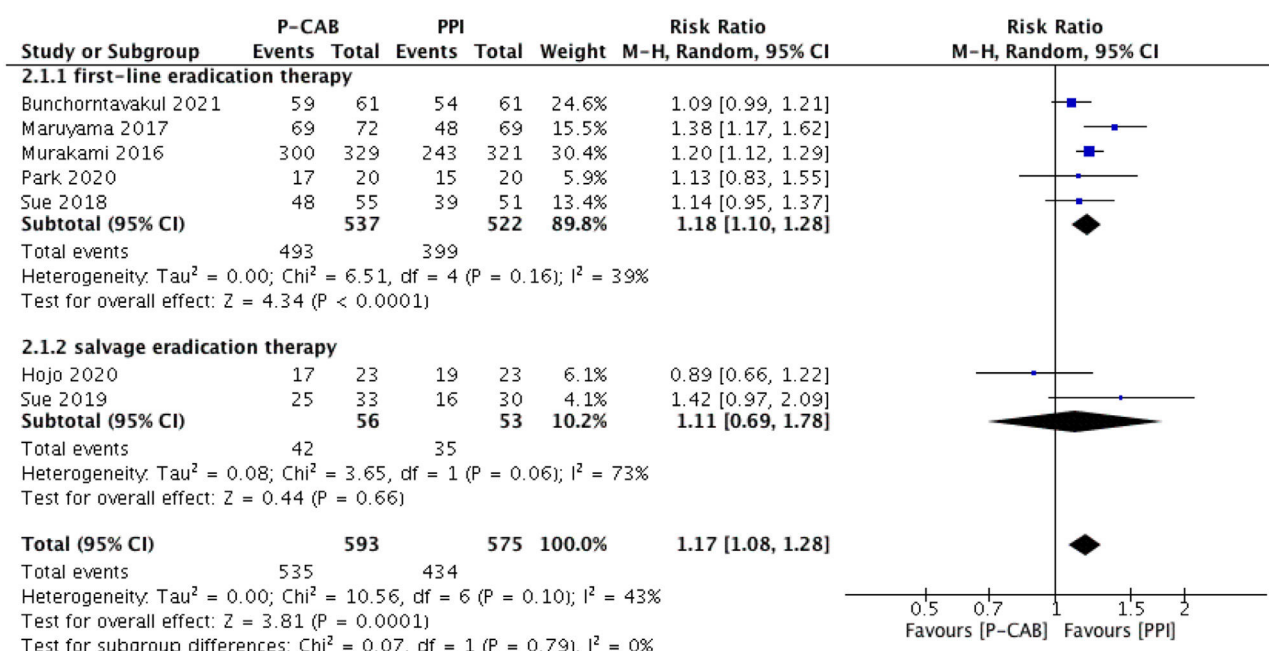 P-CAB PPI Risk Ratio Risk Ratio
Study or Subgroup Events Total Events Total Weight M-H, Random, 95% CI M-H, Random, 95% CI
2.1.1 first-line eradication therapy
Bunchorntavakul 2021 59 61 54 61 24.6% 1.09 [0.99, 1.21]
Maruyama 2017 69 72 48 69 15.5% 1.38 [1.17, 1.62]
Murakami 2016 300 329 243 321 30.4% 1.20 [1.12, 1.29]
Park 2020 17 20 15 20 5.9% 1.13 [0.83, 1.55]
Sue 2018 48 55 39 51 13.4% 1.14 [0.95, 1.37]
Subtotal (95% CI) 537 522 89.8% 1.18 [1.10, 1.28]
Total events 493 399
Heterogeneity: Tau² = 0.00; Chi² = 6.51, df = 4 (P = 0.16); I² = 39%
Test for overall effect: Z = 4.34 (P < 0.0001)
2.1.2 salvage eradication therapy
Hojo 2020 17 23 19 23 6.1% 0.89 [0.66, 1.22]
Sue 2019 25 33 16 30 4.1% 1.42 [0.97, 2.09]
Subtotal (95% CI) 56 53 10.2% 1.11 [0.69, 1.78]
Total events 42 35
Heterogeneity: Tau² = 0.08; Chi² = 3.65, df = 1 (P = 0.06); I² = 73%
Test for overall effect: Z = 0.44 (P = 0.66)
Total (95% CI) 593 575 100.0% 1.17 [1.08, 1.28]
Total events 535 434
Heterogeneity: Tau² = 0.00; Chi² = 10.56, df = 6 (P = 0.10); I² = 43%
Test for overall effect: Z = 3.81 (P = 0.0001)
Test for subgroup differences: Chi² = 0.07, df = 1 (P = 0.79), I² = 0%
0.5 0.7 1 1.5 2
Favours [P-CAB] Favours [PPI]